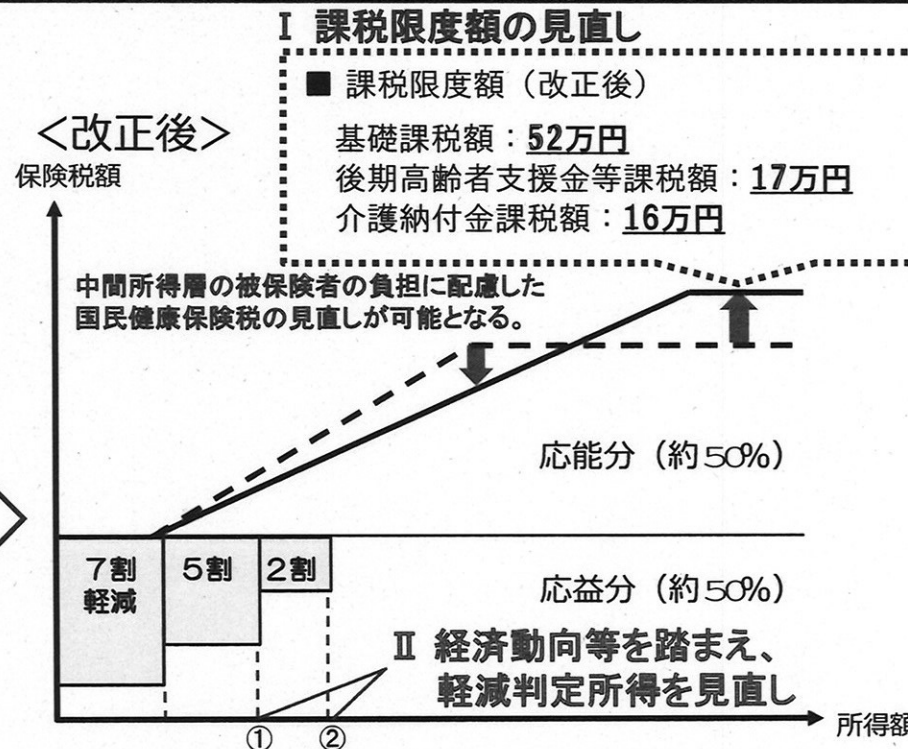 Ⅰ 課税限度額の見直し
■ 課税限度額（改正後）
基礎課税額：52万円
後期高齢者支援金等課税額：17万円
介護納付金課税額：16万円
＜改正後＞
保険税額
中間所得層の被保険者の負担に配慮した
国民健康保険税の見直しが可能となる。
応能分（約50%）
7割
軽減
5割
2割
応益分（約50%）
Ⅱ 経済動向等を踏まえ、
軽減判定所得を見直し
所得額
①
②